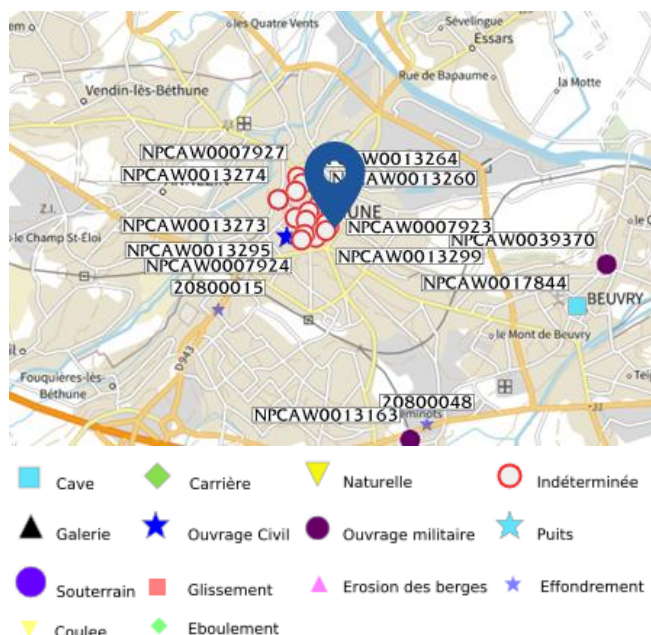 les Quatre Vents
Sévelingue
Essars
Rue de Bapaume
la Motte
Vendin-lès-Béthune
NPCAW0007927
AW0013264
NPCAW0013274
NPCAW0013260
Z.I.
UNE
NPCAW0013273
NPCAW0007923
le Champ St-Éloi
NPCAW0039370
NPCAW0013295
NPCAW0013299
NPCAW0007924
NPCAW0017844
20800015
BEUVRY
le Mont de Beuvry
D943
Fouquières-lès-
Béthune
20800048
NPCAW0013163
Cave
Carrière
Naturelle
Indéterminée
Galerie
Ouvrage Civil
Ouvrage militaire
Puits
Souterrain
Glissement
Erosion des berges
Effondrement
Coulee
Eboulement